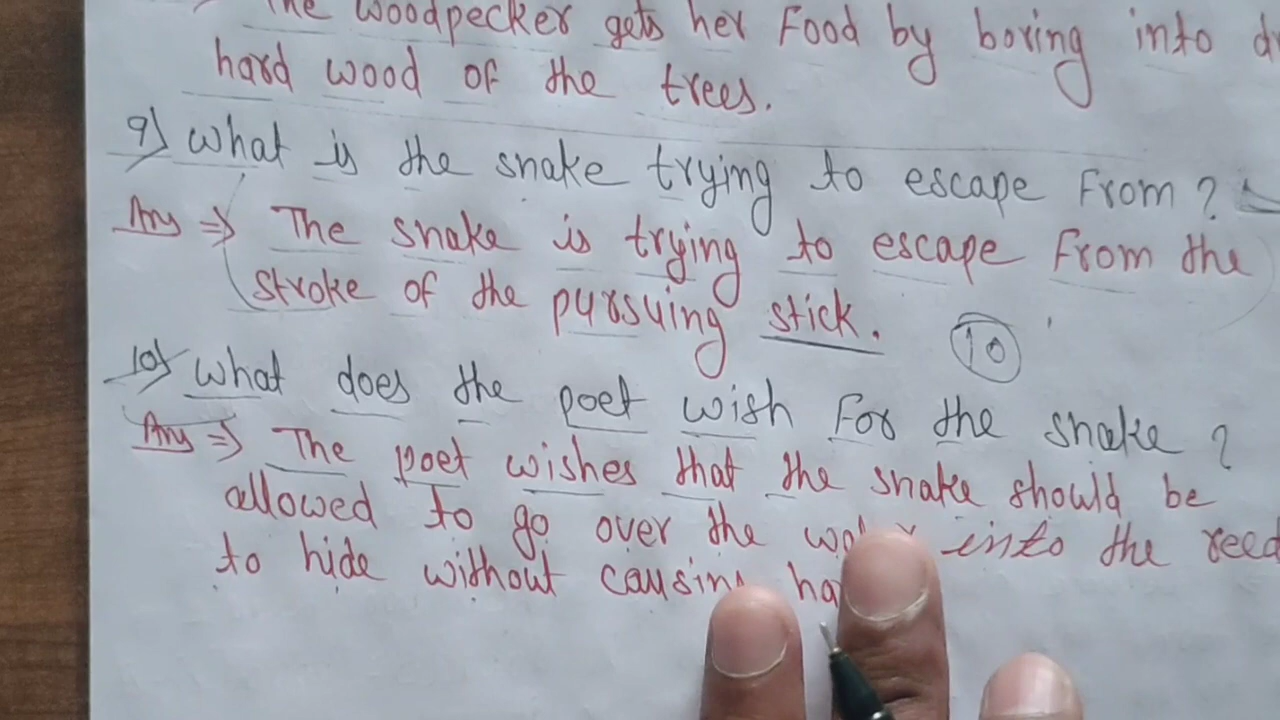 The woodpecker gets her Food by boring into
hard wood of the trees.
9) What is the snake trying to escape From ?
Ans ⇒ The snake is trying to escape From the
stroke of the pursuing stick.
10
10) What does the poet wish For the snake ?
Ans ⇒ The poet wishes that the snake should be
allowed to go over the into the
to hide without causing